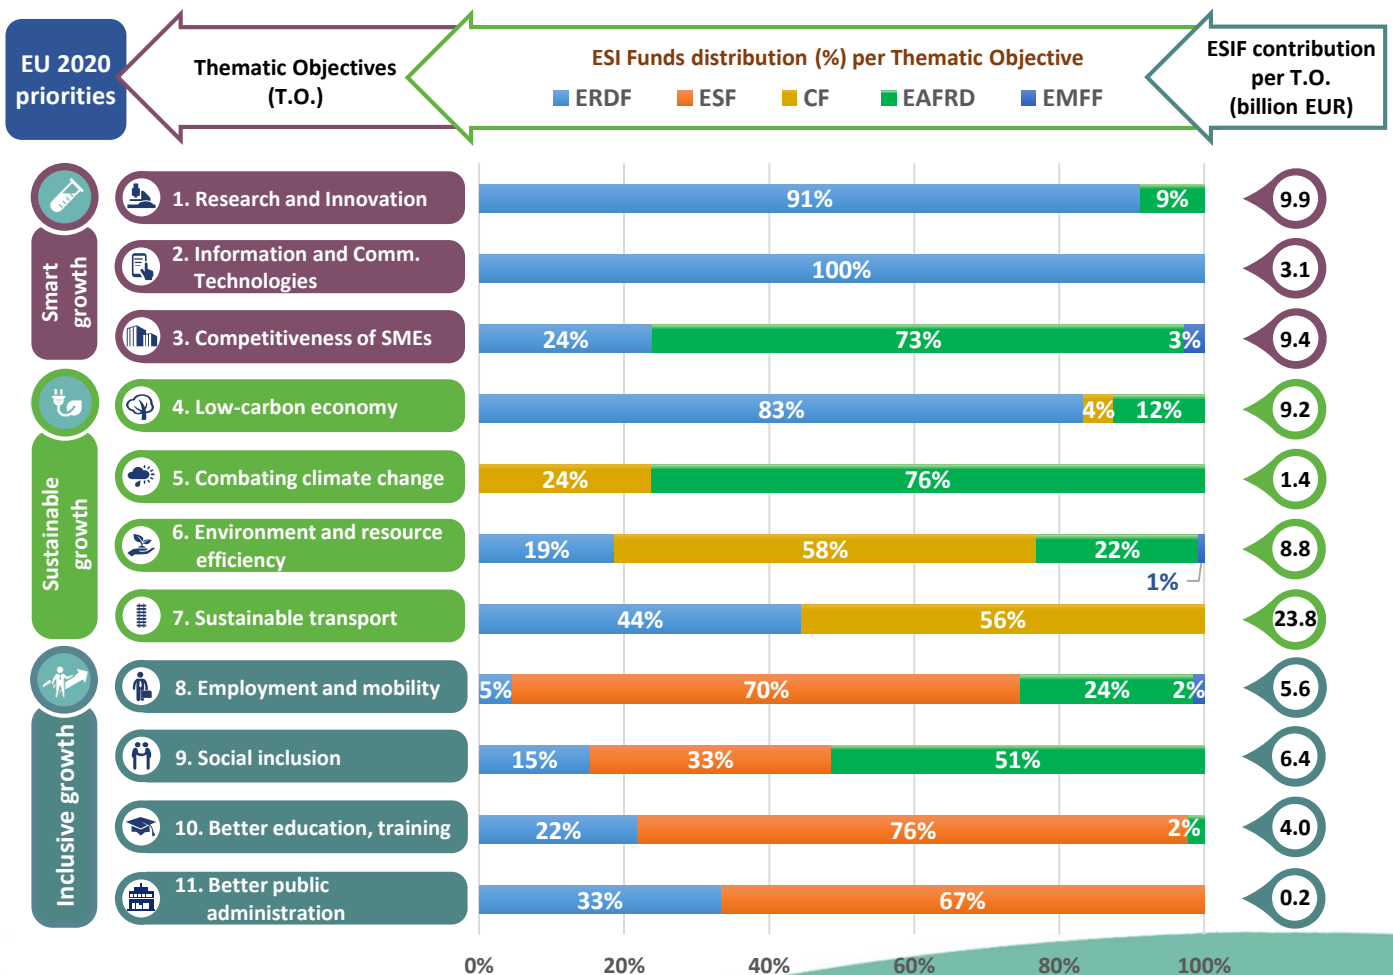 EU 2020
priorities
Thematic Objectives
(T.O.)
ESI Funds distribution (%) per Thematic Objective
ERDF ESF CF EAFRD EMFF
ESIF contribution
per T.O.
(billion EUR)
Smart
growth
1. Research and Innovation
91% 9%
9.9
2. Information and Comm.
Technologies
100%
3.1
3. Competitiveness of SMEs
24% 73% 3%
9.4
Sustainable
growth
4. Low-carbon economy
83% 4% 12%
9.2
5. Combating climate change
24% 76%
1.4
6. Environment and resource
efficiency
19% 58% 22%
1%
8.8
7. Sustainable transport
44% 56%
23.8
Inclusive growth
8. Employment and mobility
5% 70% 24% 2%
5.6
9. Social inclusion
15% 33% 51%
6.4
10. Better education, training
22% 76% 2%
4.0
11. Better public
administration
33% 67%
0.2
0% 20% 40% 60% 80% 100%